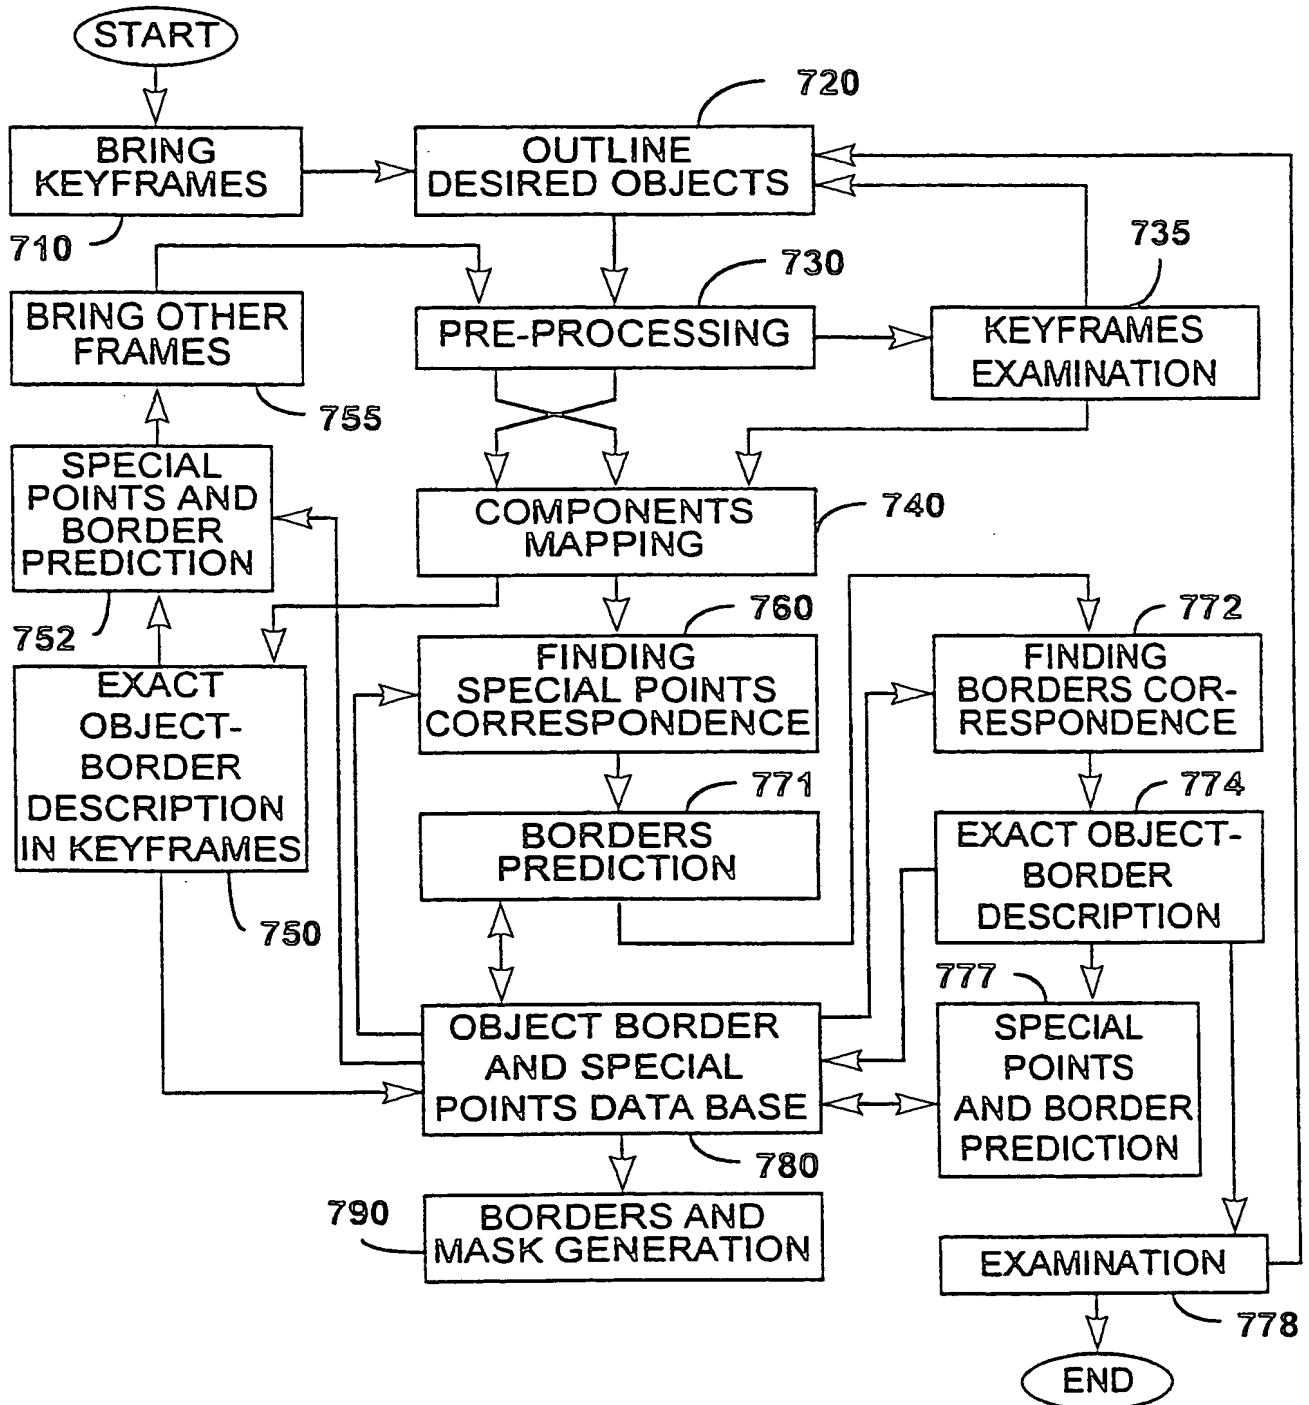 START
720
BRING
KEYFRAMES
OUTLINE
DESIRED OBJECTS
710
735
730
BRING OTHER
FRAMES
PRE-PROCESSING
KEYFRAMES
EXAMINATION
755
SPECIAL
POINTS AND
BORDER
PREDICTION
COMPONENTS
MAPPING
740
752
760
772
EXACT
OBJECT-
BORDER
DESCRIPTION
IN KEYFRAMES
FINDING
SPECIAL POINTS
CORRESPONDENCE
FINDING
BORDERS COR-
RESPONDENCE
771
774
BORDERS
PREDICTION
EXACT OBJECT-
BORDER
DESCRIPTION
750
777
OBJECT BORDER
AND SPECIAL
POINTS DATA BASE
SPECIAL
POINTS
AND BORDER
PREDICTION
780
790
BORDERS AND
MASK GENERATION
EXAMINATION
778
END